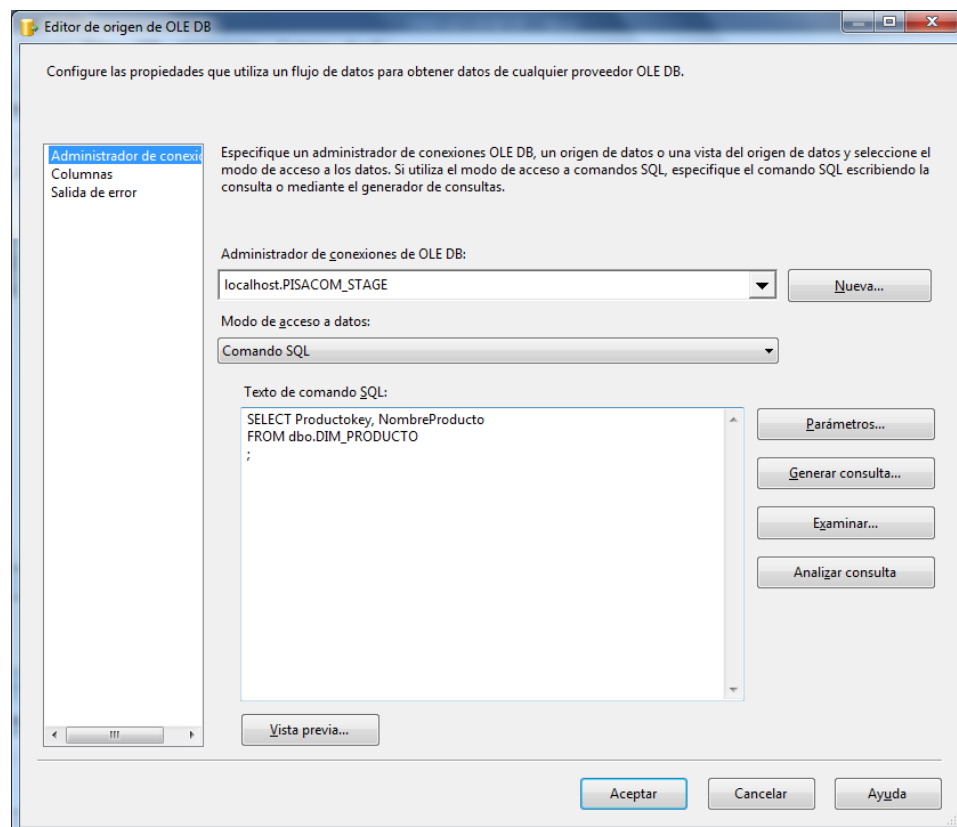 Editor de origen de OLE DB
Configure las propiedades que utiliza un flujo de datos para obtener datos de cualquier proveedor OLE DB.
Administrador de conexi
Columnas
Salida de error
Especifique un administrador de conexiones OLE DB, un origen de datos o una vista del origen de datos y seleccione el
modo de acceso a los datos. Si utiliza el modo de acceso a comandos SQL, especifique el comando SQL escribiendo la
consulta o mediante el generador de consultas.
Administrador de conexiones de OLE DB:
localhost.PISACOM_STAGE
Nueva...
Modo de acceso a datos:
Comando SQL
Texto de comando SQL:
SELECT Productokey, NombreProducto
FROM dbo.DIM_PRODUCTO
;
Parámetros...
Generar consulta...
Examinar...
Analizar consulta
Vista previa...
Aceptar
Cancelar
Ayuda